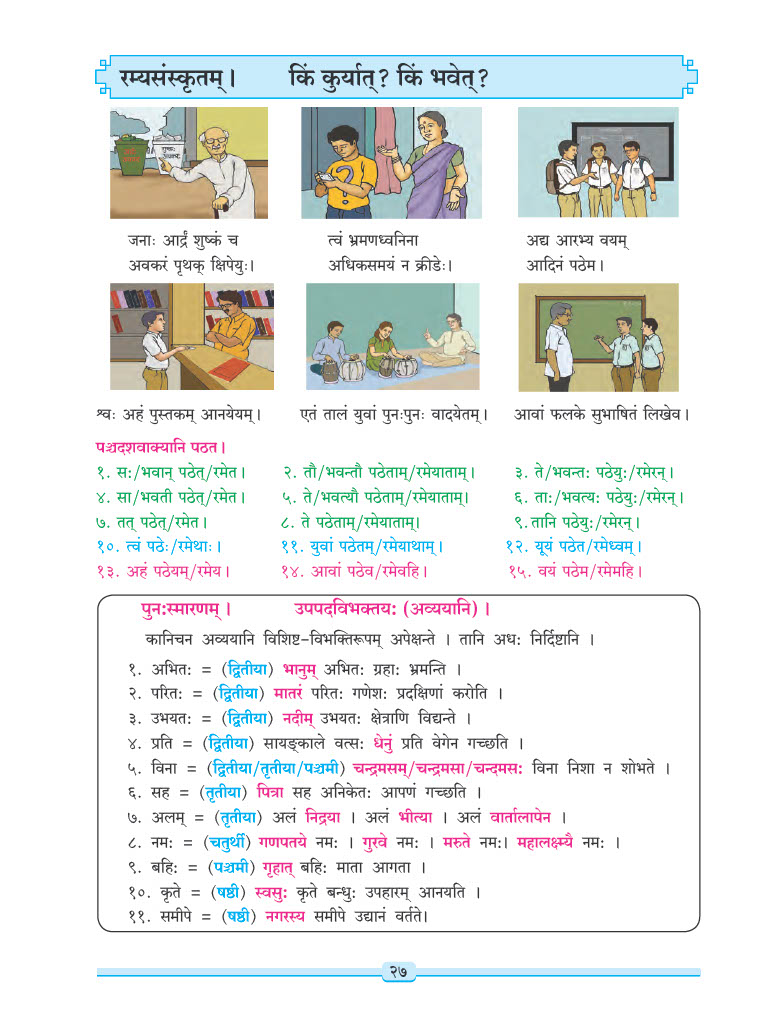 रम्यसंस्कृतम्। किं कुर्यात्? किं भवेत्?
जनाः आर्द्रं शुष्कं च
अवकरं पृथक् क्षिपेयुः।
त्वं भ्रमणध्वनिना
अधिकसमयं न क्रीडेः।
अद्य आरभ्य वयम्
आदिनं पठेम।
श्वः अहं पुस्तकम् आनयेयम्।
एतं तालं युवां पुनःपुनः वादयेतम्।
आवां फलके सुभाषितं लिखेव।
पञ्चदशवाक्यानि पठत।
१. सः/भवान् पठेत्/रमेत। २. तौ/भवन्तौ पठेताम्/रमेयाताम्। ३. ते/भवन्तः पठेयुः/रमेरन्।
४. सा/भवती पठेत्/रमेत। ५. ते/भवत्यौ पठेताम्/रमेयाताम्। ६. ताः/भवत्यः पठेयुः/रमेरन्।
७. तत् पठेत्/रमेत। ८. ते पठेताम्/रमेयाताम्। ९. तानि पठेयुः/रमेरन्।
१०. त्वं पठेः/रमेथाः। ११. युवां पठेतम्/रमेयाथाम्। १२. यूयं पठेत/रमेध्वम्।
१३. अहं पठेयम्/रमेय। १४. आवां पठेव/रमेवहि। १५. वयं पठेम/रमेमहि।
पुनःस्मारणम्। उपपदविभक्तयः (अव्ययानि)।
कानिचन अव्ययानि विशिष्ट-विभक्तिरूपम् अपेक्षन्ते । तानि अधः निर्दिष्टानि ।
१. अभितः = (द्वितीया) भानुम् अभितः ग्रहाः भ्रमन्ति ।
२. परितः = (द्वितीया) मातरं परितः गणेशः प्रदक्षिणां करोति ।
३. उभयतः = (द्वितीया) नदीम् उभयतः क्षेत्राणि विद्यन्ते ।
४. प्रति = (द्वितीया) सायङ्काले वत्सः धेनुं प्रति वेगेन गच्छति ।
५. विना = (द्वितीया/तृतीया/पञ्चमी) चन्द्रमसम्/चन्द्रमसा/चन्दमसः विना निशा न शोभते ।
६. सह = (तृतीया) पित्रा सह अनिकेतः आपणं गच्छति ।
७. अलम् = (तृतीया) अलं निद्रया । अलं भीत्या । अलं वार्तालापेन ।
८. नमः = (चतुर्थी) गणपतये नमः । गुरवे नमः । मरुते नमः। महालक्ष्म्यै नमः ।
९. बहिः = (पञ्चमी) गृहात् बहिः माता आगता ।
१०. कृते = (षष्ठी) स्वसुः कृते बन्धुः उपहारम् आनयति ।
११. समीपे = (षष्ठी) नगरस्य समीपे उद्यानं वर्तते।
२७